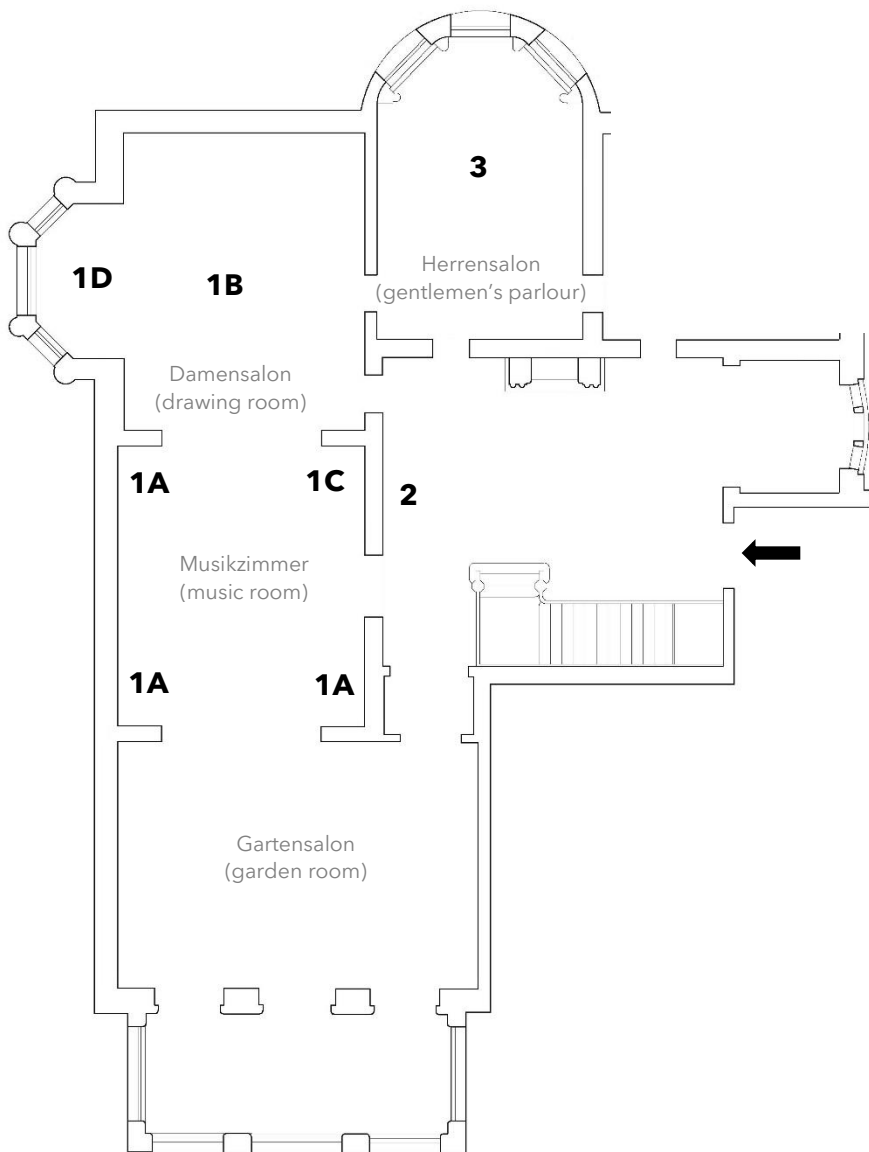 3
1D
1B
Herrensalon
(gentlemen's parlour)
Damensalon
(drawing room)
1A
1C
2
Musikzimmer
(music room)
1A
1A
Gartensalon
(garden room)